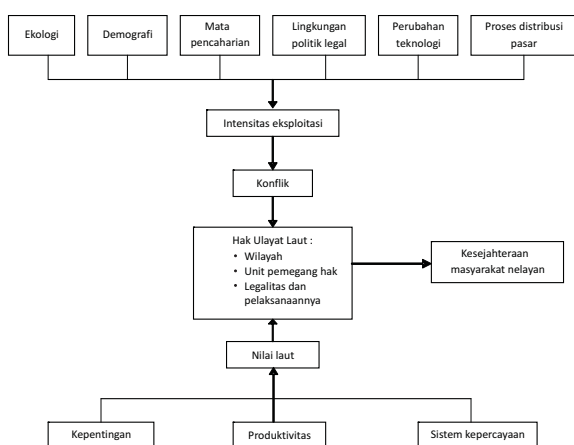 Ekologi
Demografi
Mata
pencaharian
Lingkungan
politik legal
Perubahan
teknologi
Proses distribusi
pasar
Intensitas eksploitasi
Konflik
Hak Ulayat Laut :
• Wilayah
• Unit pemegang hak
• Legalitas dan
pelaksanaannya
Kesejahteraan
masyarakat nelayan
Nilai laut
Kepentingan
Produktivitas
Sistem kepercayaan